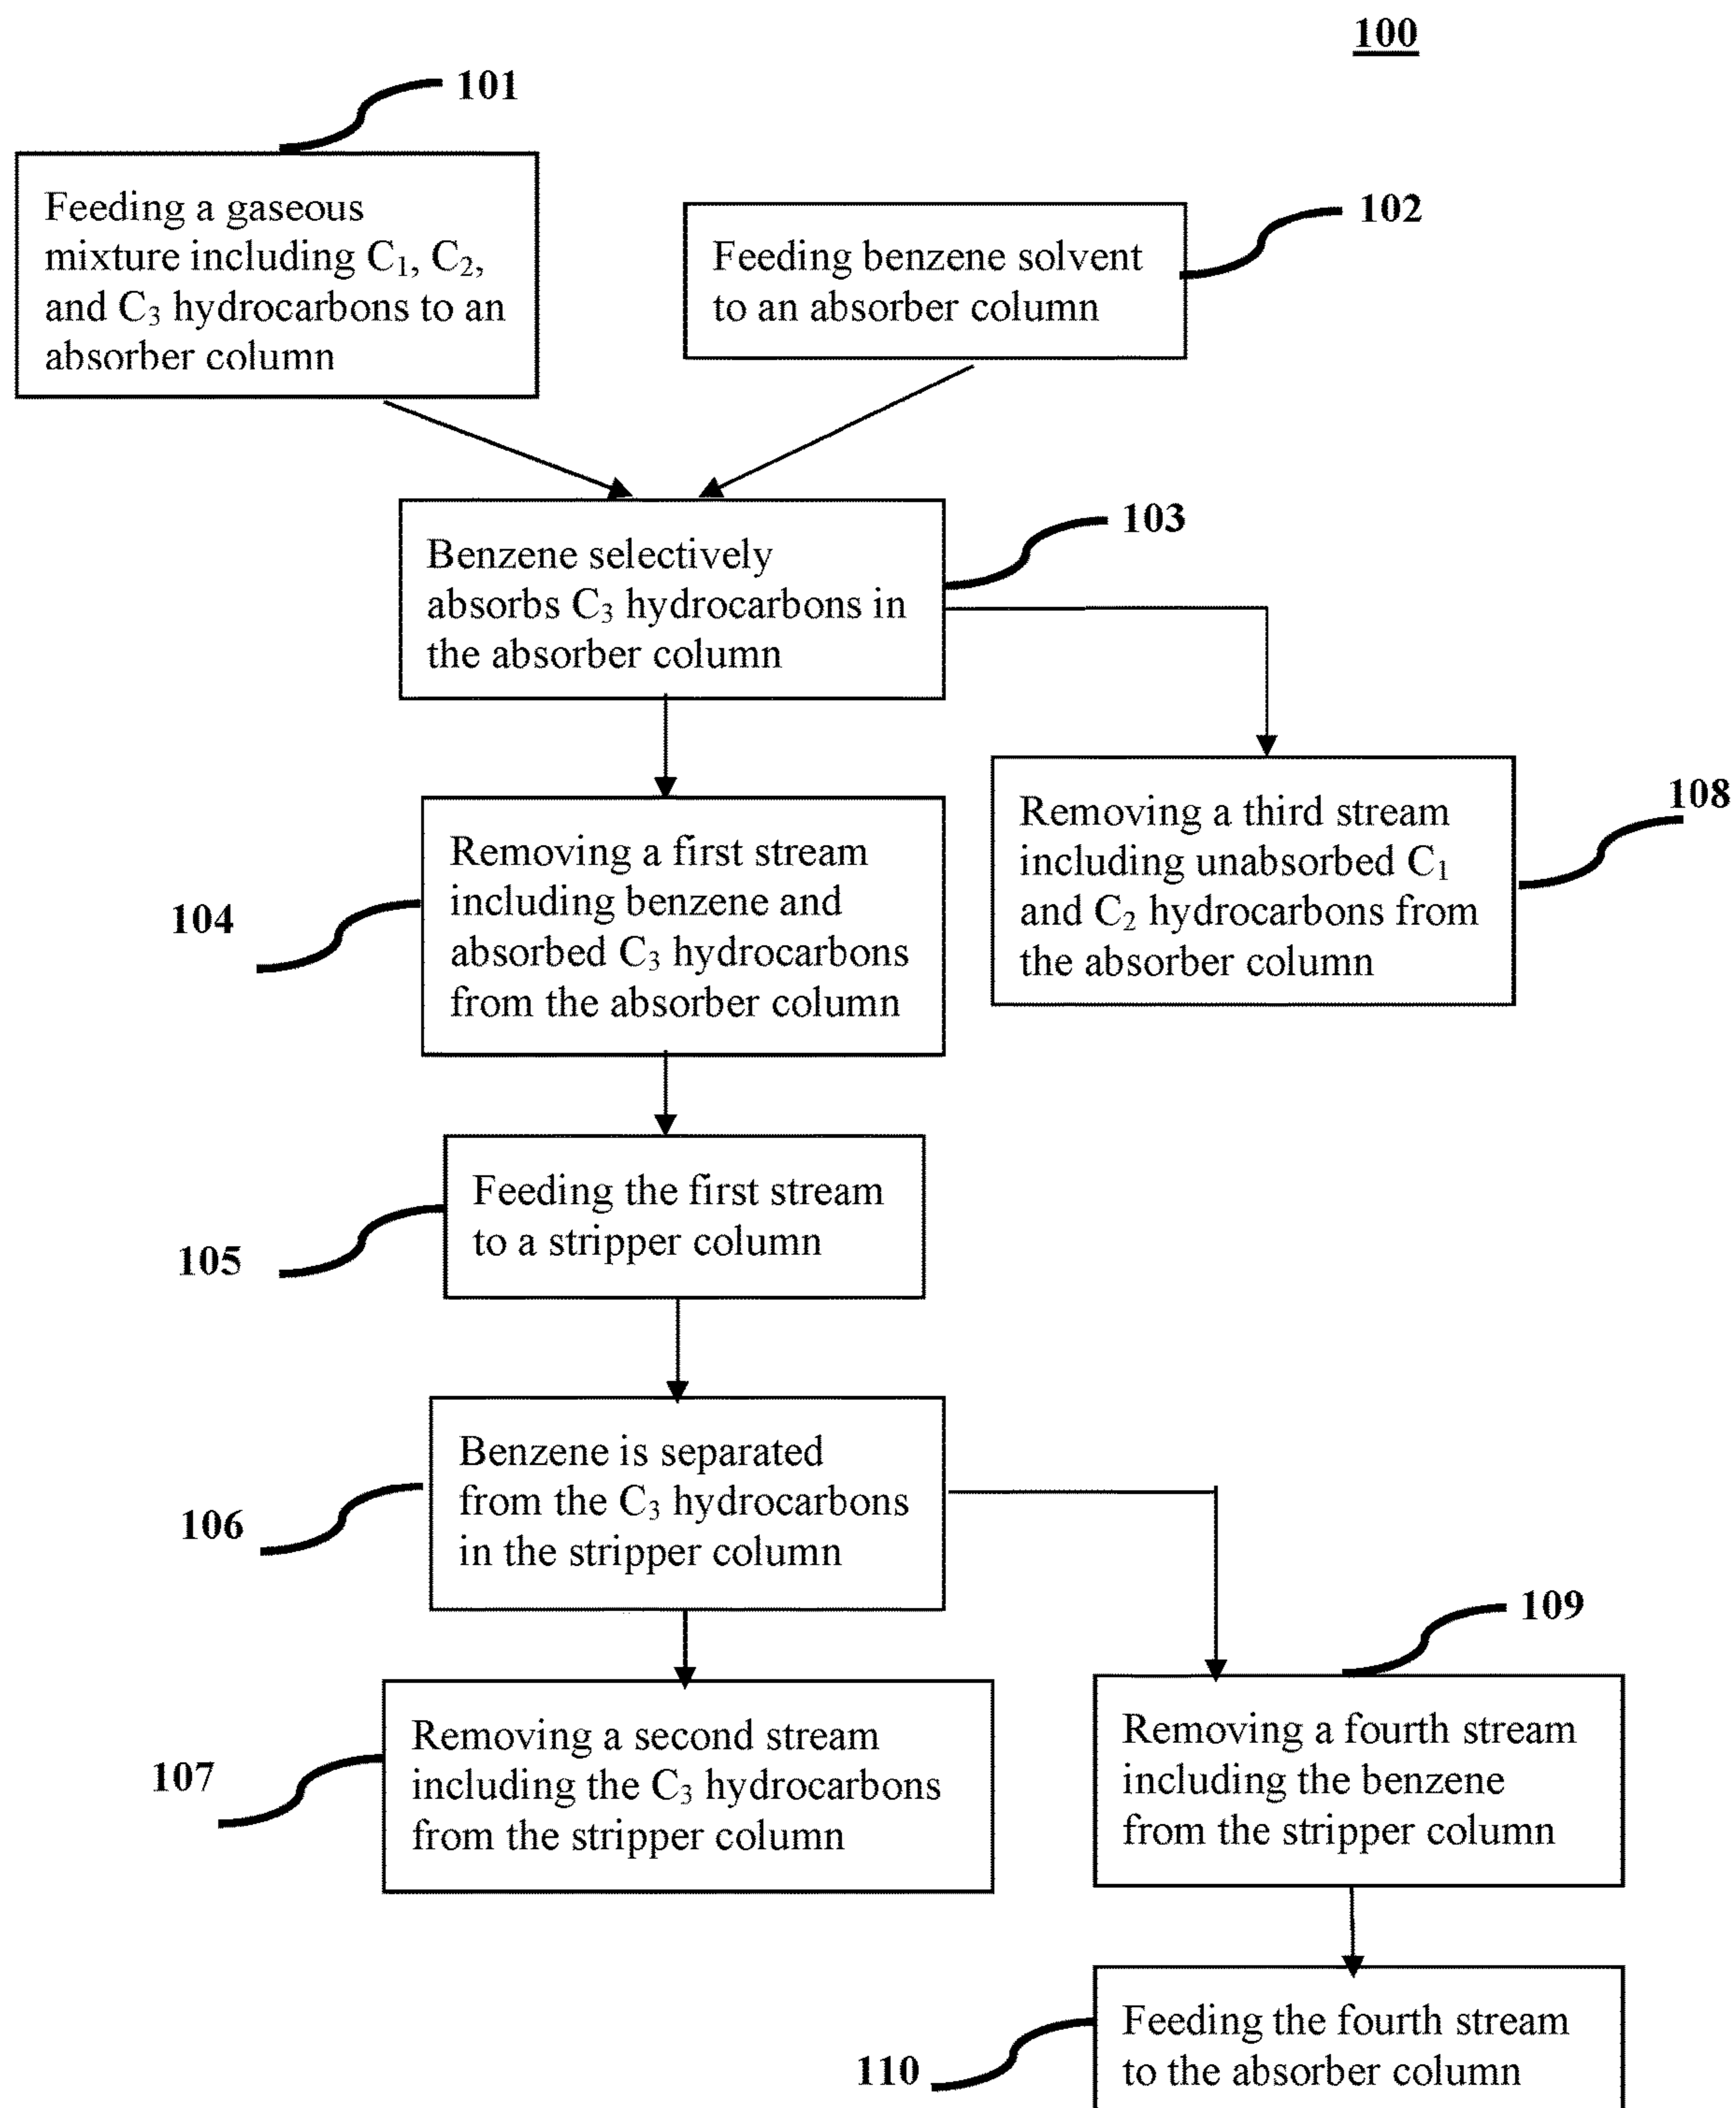 100
101
Feeding a gaseous
mixture including C₁, C₂,
and C₃ hydrocarbons to an
absorber column
102
Feeding benzene solvent
to an absorber column
103
Benzene selectively
absorbs C₃ hydrocarbons in
the absorber column
104
Removing a first stream
including benzene and
absorbed C₃ hydrocarbons
from the absorber column
108
Removing a third stream
including unabsorbed C₁
and C₂ hydrocarbons from
the absorber column
105
Feeding the first stream
to a stripper column
106
Benzene is separated
from the C₃ hydrocarbons
in the stripper column
107
Removing a second stream
including the C₃ hydrocarbons
from the stripper column
109
Removing a fourth stream
including the benzene
from the stripper column
110
Feeding the fourth stream
to the absorber column